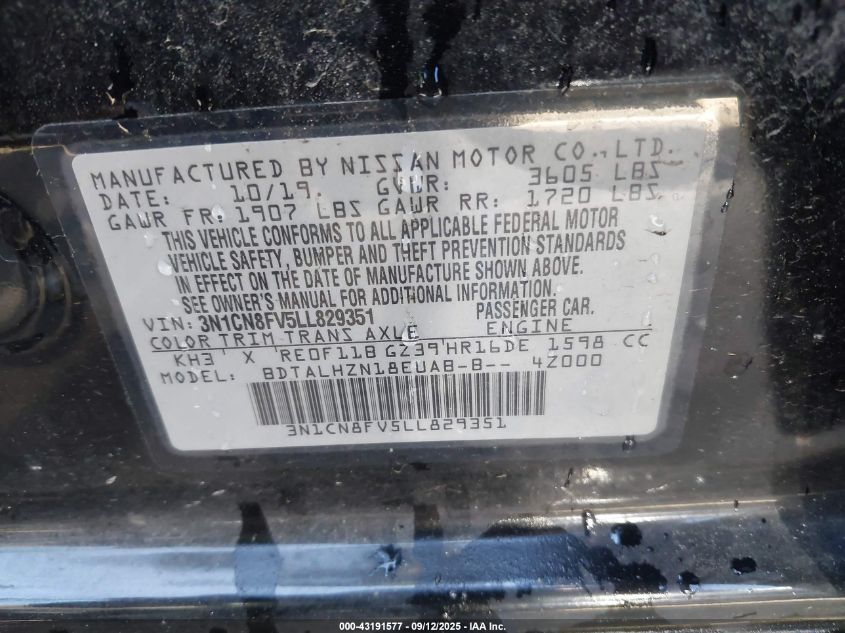 MANUFACTURED BY NISSAN MOTOR CO., LTD.
DATE: 10/19 GVWR: 3605 LBS
GAWR FR: 1907 LBS GAWR RR: 1720 LBS
THIS VEHICLE CONFORMS TO ALL APPLICABLE FEDERAL MOTOR
VEHICLE SAFETY, BUMPER AND THEFT PREVENTION STANDARDS
IN EFFECT ON THE DATE OF MANUFACTURE SHOWN ABOVE.
SEE OWNER'S MANUAL FOR ADDITIONAL INFORMATION.
VIN: 3N1CN8FV5LL829351 PASSENGER CAR.
COLOR TRIM TRANS AXLE ENGINE
KH3 X RE0F11B GZ39 HR16DE 1598 CC
MODEL: BDTALHZN18EUAB-B-- 4Z000
3N1CN8FV5LL829351
000-43191577 - 09/12/2025 - IAA Inc.